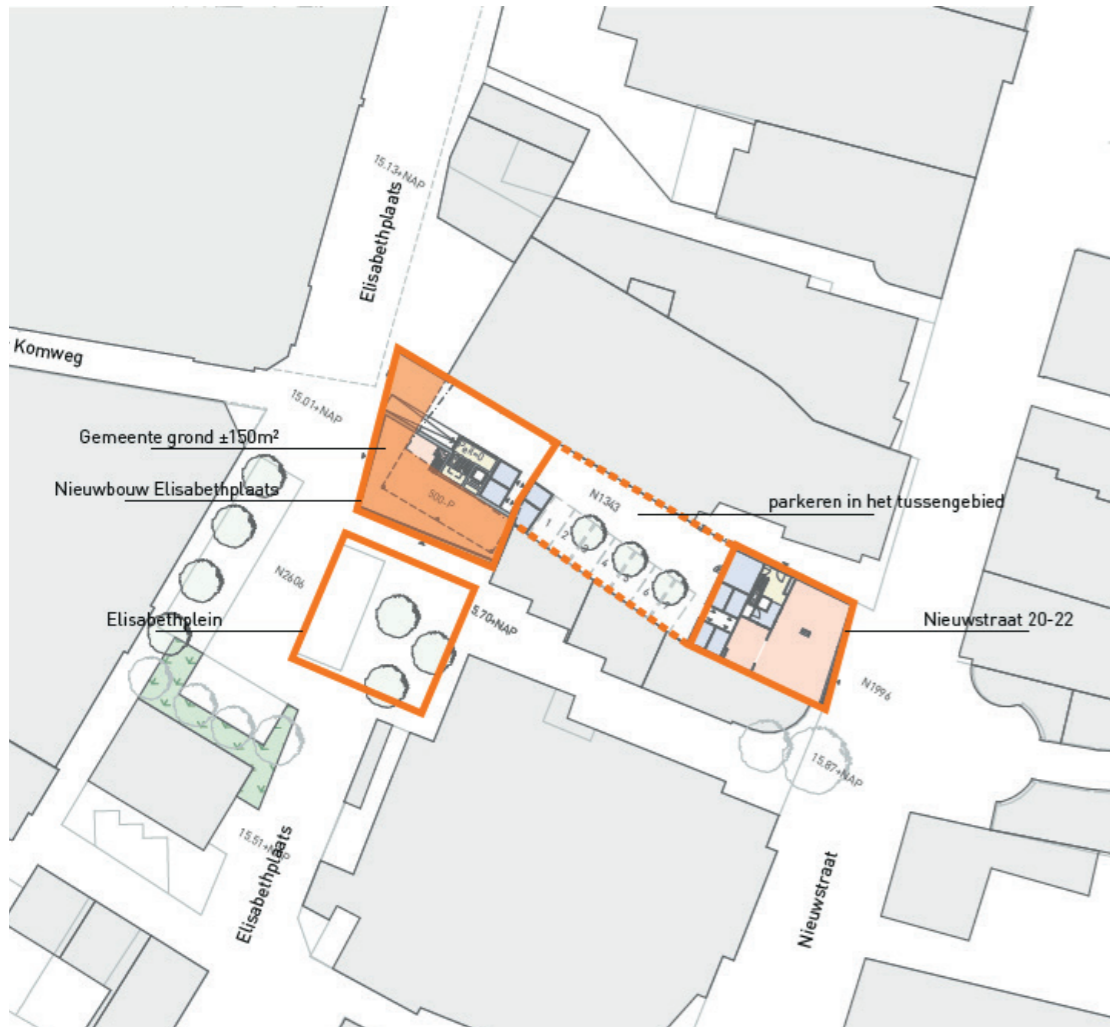 15.13+NAP
Elisabethplaats
Komweg
15.01+NAP
Gemeente grond ±150m²
Nieuwbouw Elisabethplaats
500-P
N1343
parkeren in het tussengebied
1
2
3
4
5
6
N2606
Elisabethplein
5.70+NAP
Nieuwstraat 20-22
N1996
15.87+NAP
15.51+NAP
Elisabethplaats
Nieuwstraat